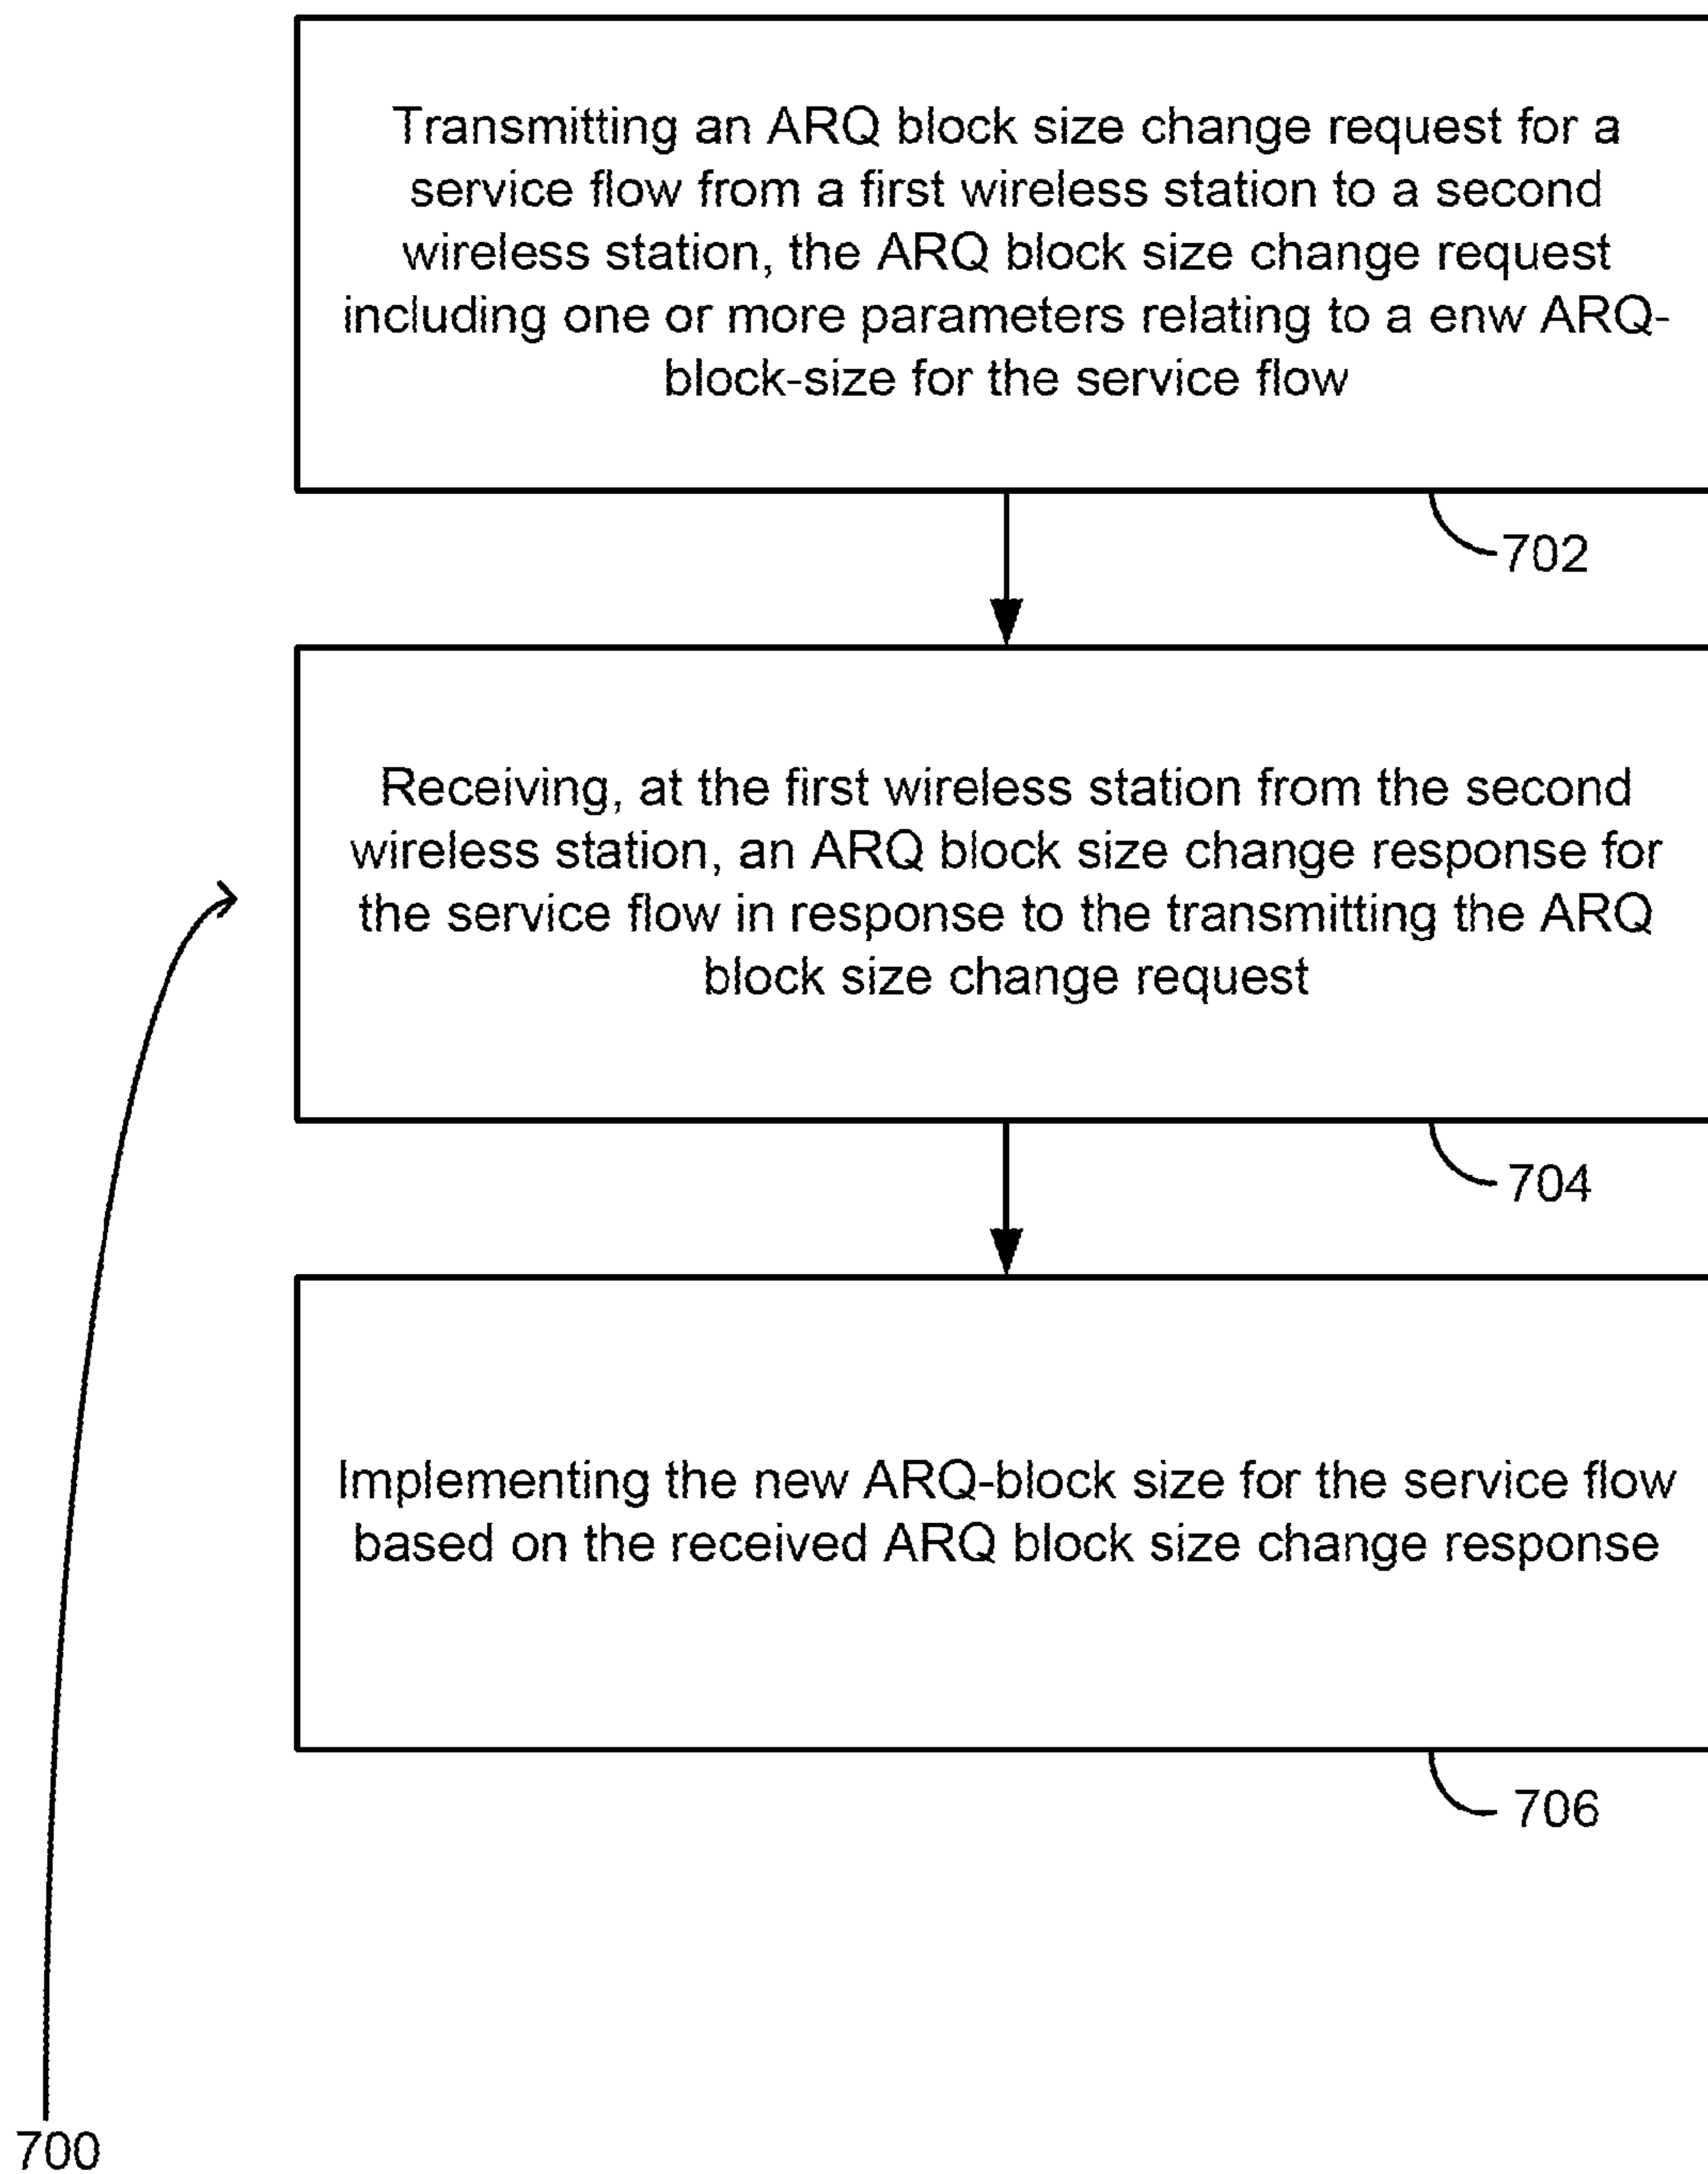 Transmitting an ARQ block size change request for a
service flow from a first wireless station to a second
wireless station, the ARQ block size change request
including one or more parameters relating to a enw ARQ-
block-size for the service flow
702
Receiving, at the first wireless station from the second
wireless station, an ARQ block size change response for
the service flow in response to the transmitting the ARQ
block size change request
704
Implementing the new ARQ-block size for the service flow
based on the received ARQ block size change response
706
700